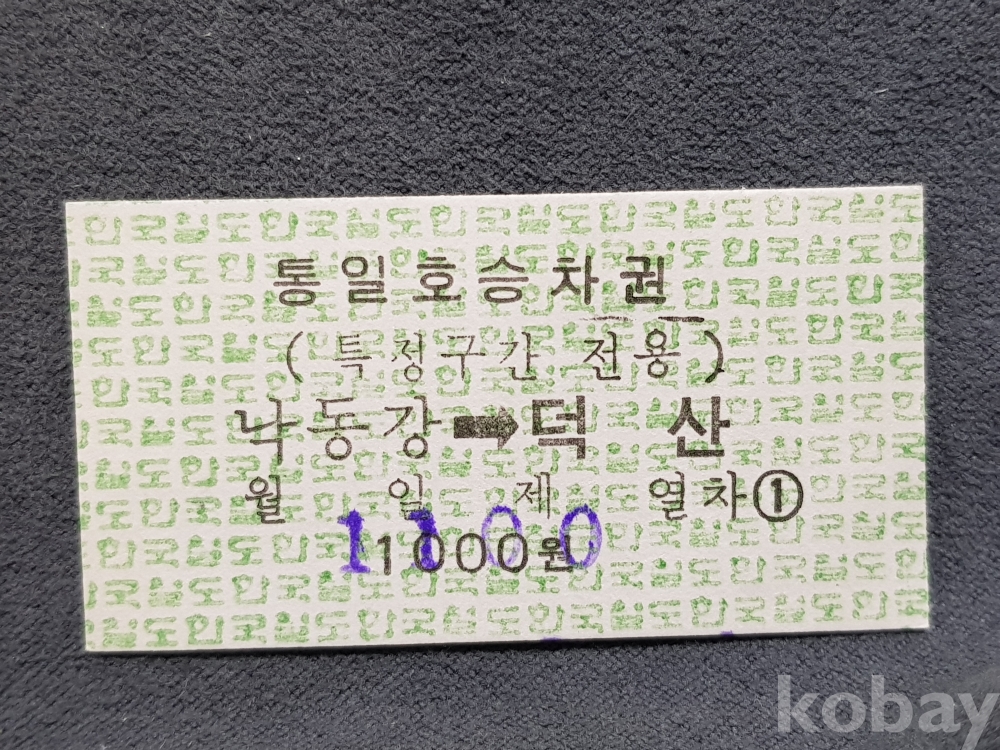 통일호승차권
(특정구간 전용)
낙동강➡덕 산
월 일 제 열차①
1000원
1100
kobay